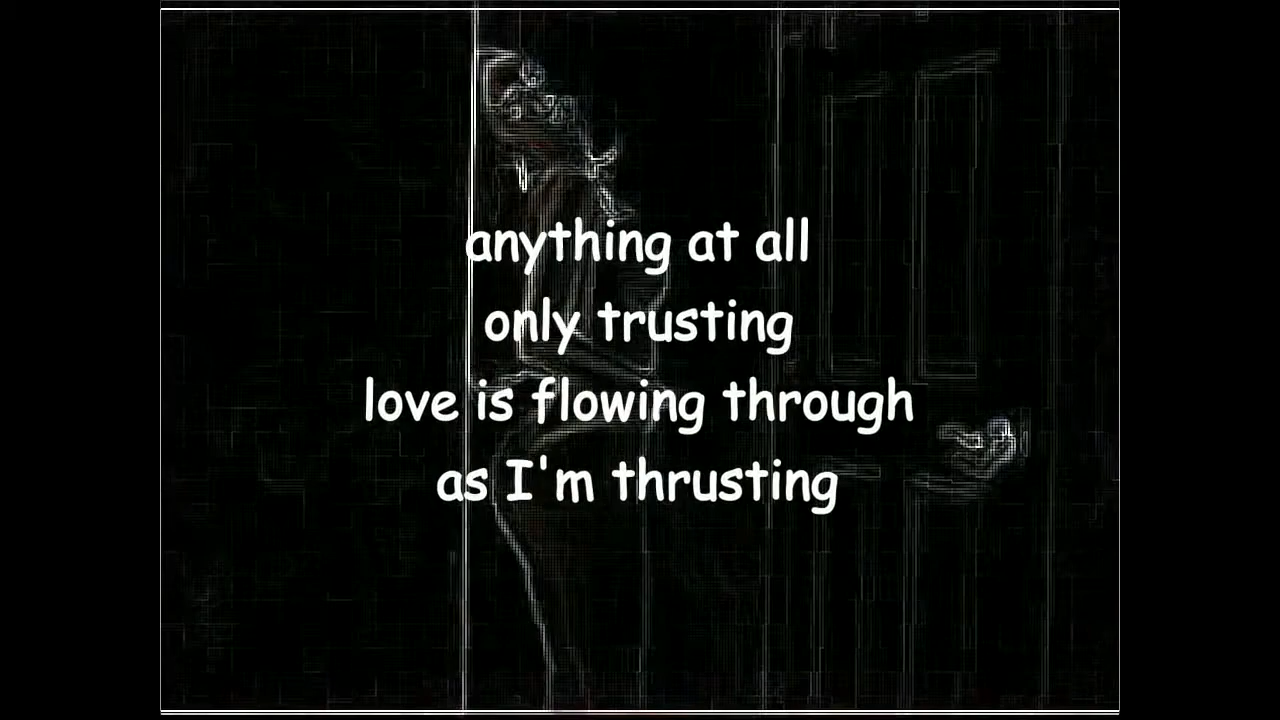 anything at all
only trusting
love is flowing through
as I'm thrusting